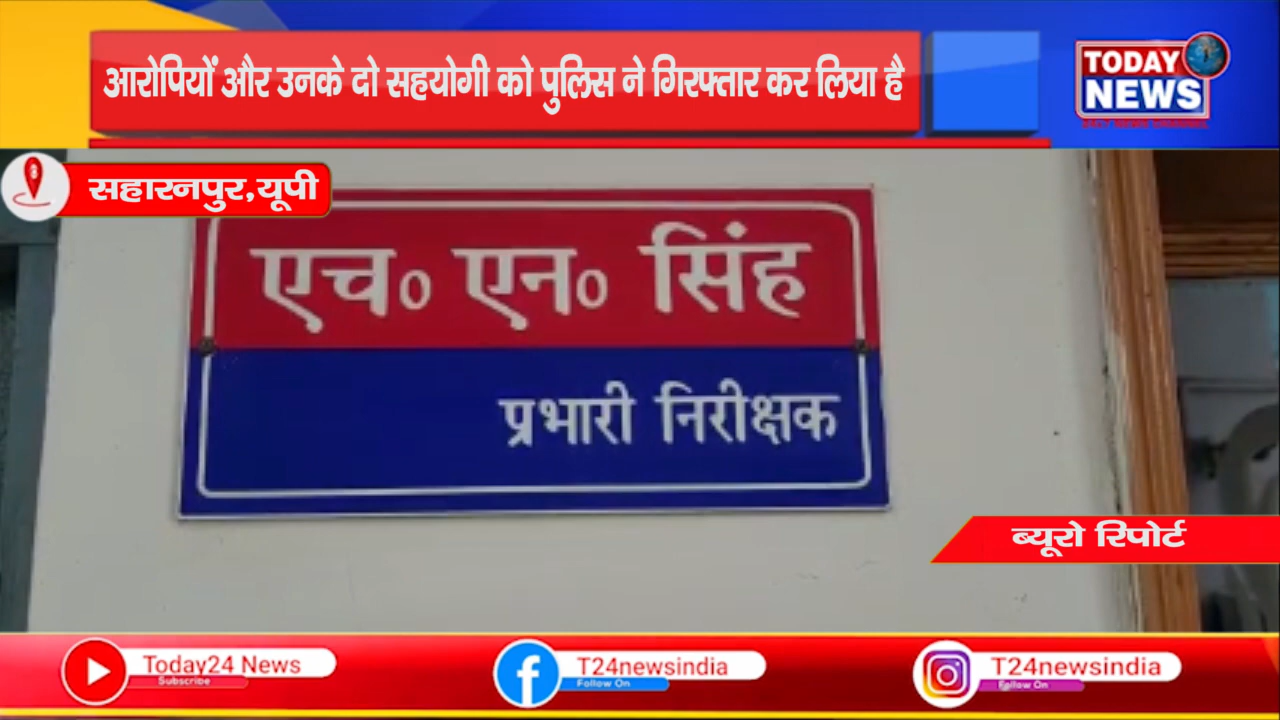 आरोपियों और उनके दो सहयोगी को पुलिस ने गिरफ्तार कर लिया है
TODAY
NEWS
सहारनपुर,यूपी
एच० एन० सिंह
प्रभारी निरीक्षक
ब्यूरो रिपोर्ट
Today24 News
Subscribe
T24newsindia
Follow On
T24newsindia
Follow On